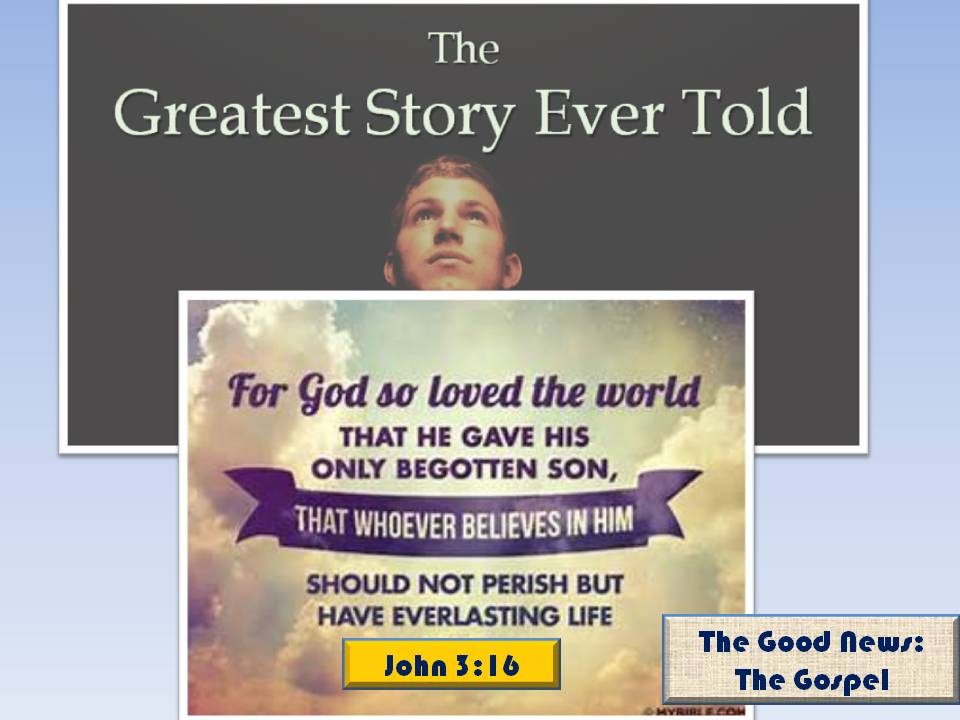 The
Greatest Story Ever Told
For God so loved the world
THAT HE GAVE HIS
ONLY BEGOTTEN SON,
THAT WHOEVER BELIEVES IN HIM
SHOULD NOT PERISH BUT
HAVE EVERLASTING LIFE
John 3:16
The Good News:
The Gospel
© MYBIBLE.COM